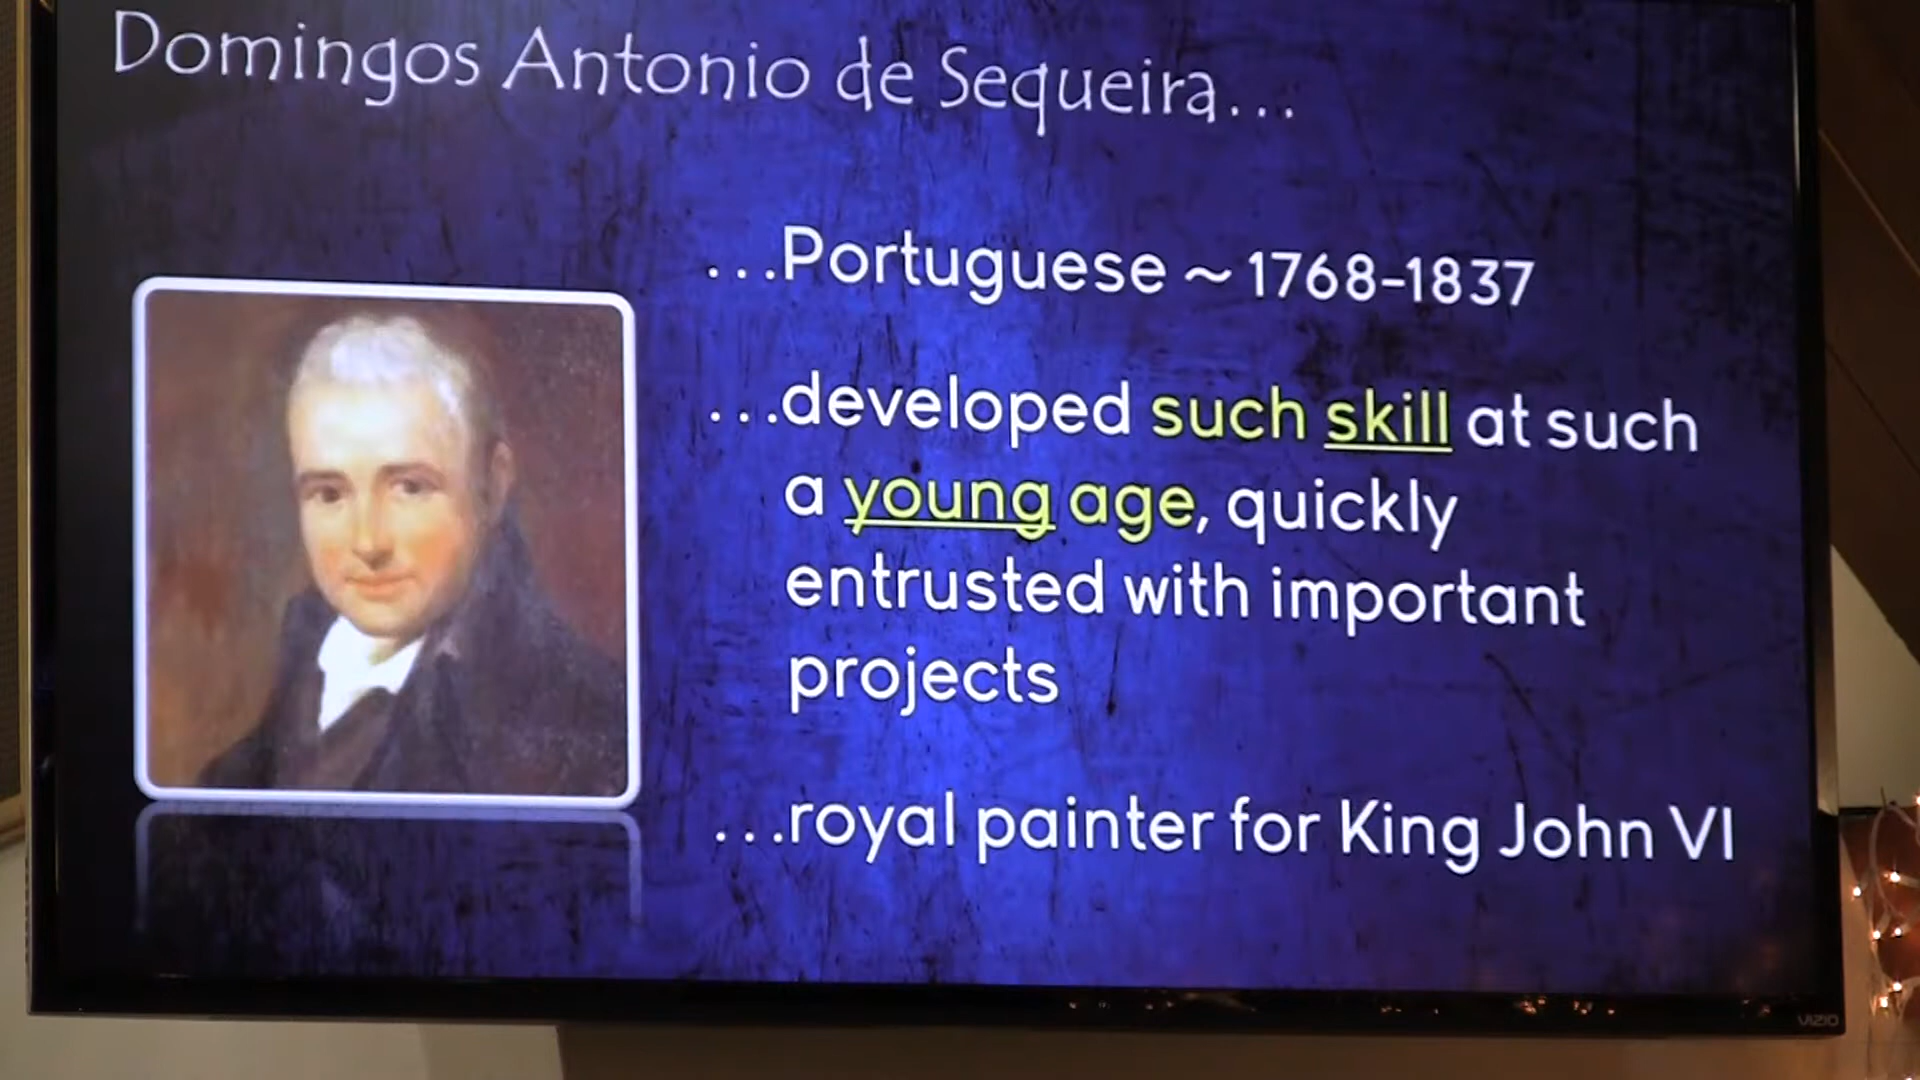 Domingos Antonio de Sequeira...
...Portuguese ~ 1768-1837
...developed such skill at such
a young age, quickly
entrusted with important
projects
...royal painter for King John VI
VIZIO